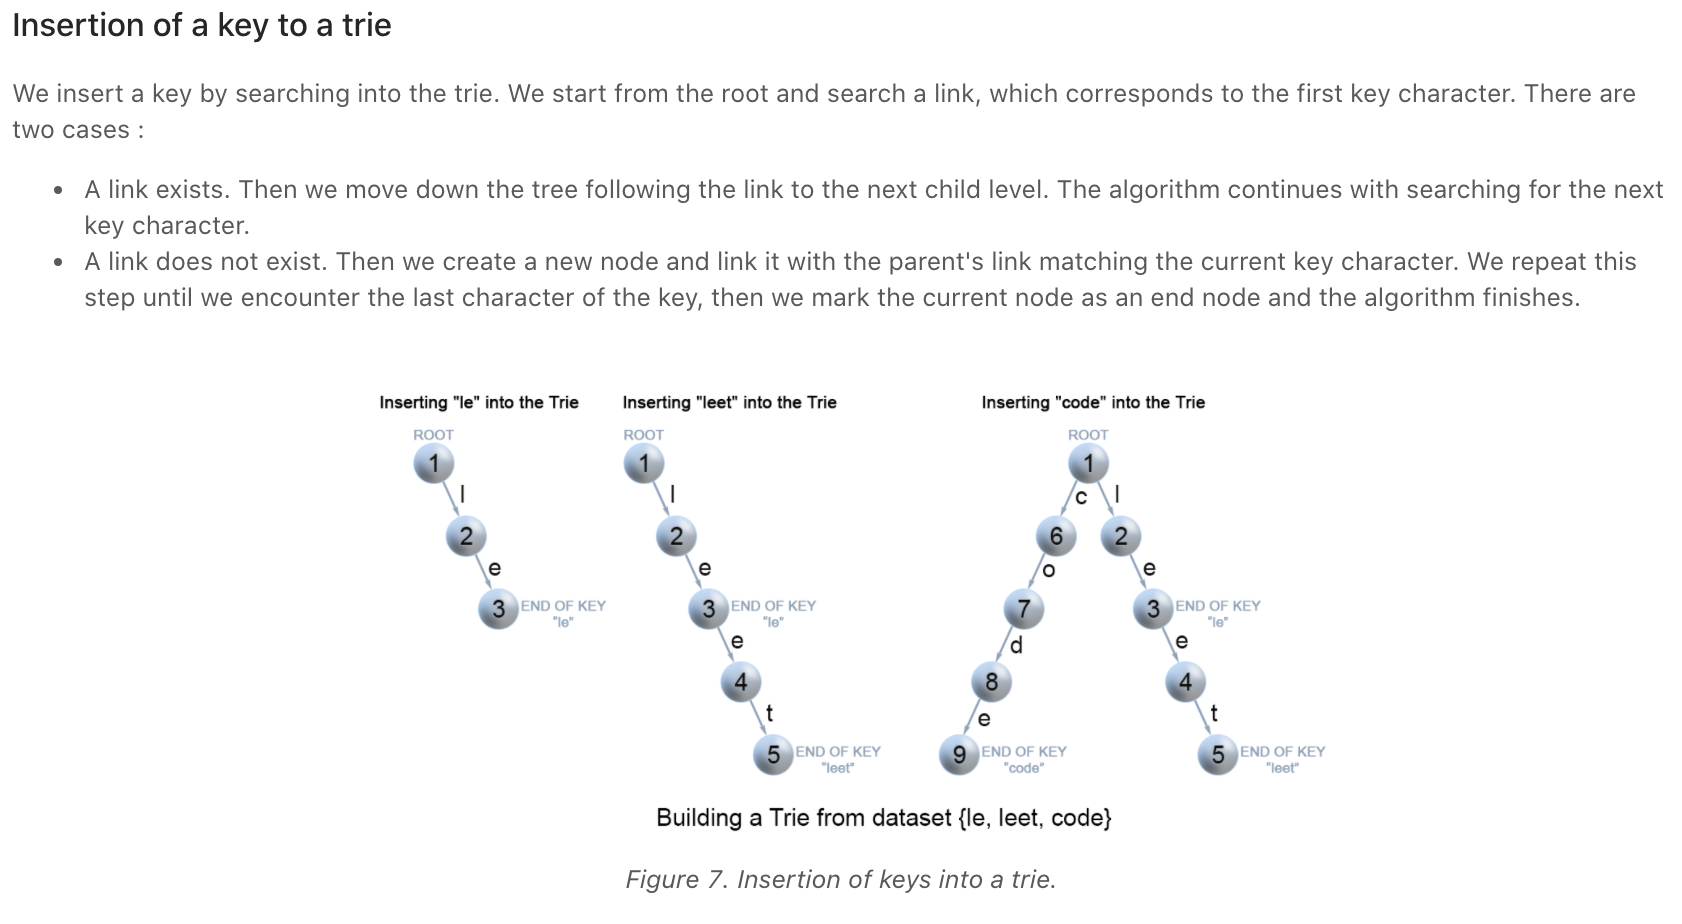 Insertion of a key to a trie
We insert a key by searching into the trie. We start from the root and search a link, which corresponds to the first key character. There are
two cases :
• A link exists. Then we move down the tree following the link to the next child level. The algorithm continues with searching for the next
key character.
• A link does not exist. Then we create a new node and link it with the parent's link matching the current key character. We repeat this
step until we encounter the last character of the key, then we mark the current node as an end node and the algorithm finishes.
Inserting "le" into the Trie
ROOT
1
l
2
e
3 END OF KEY
"le"
Inserting "leet" into the Trie
ROOT
1
l
2
e
3 END OF KEY
"le"
e
4
t
5 END OF KEY
"leet"
Inserting "code" into the Trie
ROOT
1
c l
6 2
o e
7 3 END OF KEY
"le"
d e
8 4
e t
9 END OF KEY 5 END OF KEY
"code" "leet"
Building a Trie from dataset {le, leet, code}
Figure 7. Insertion of keys into a trie.